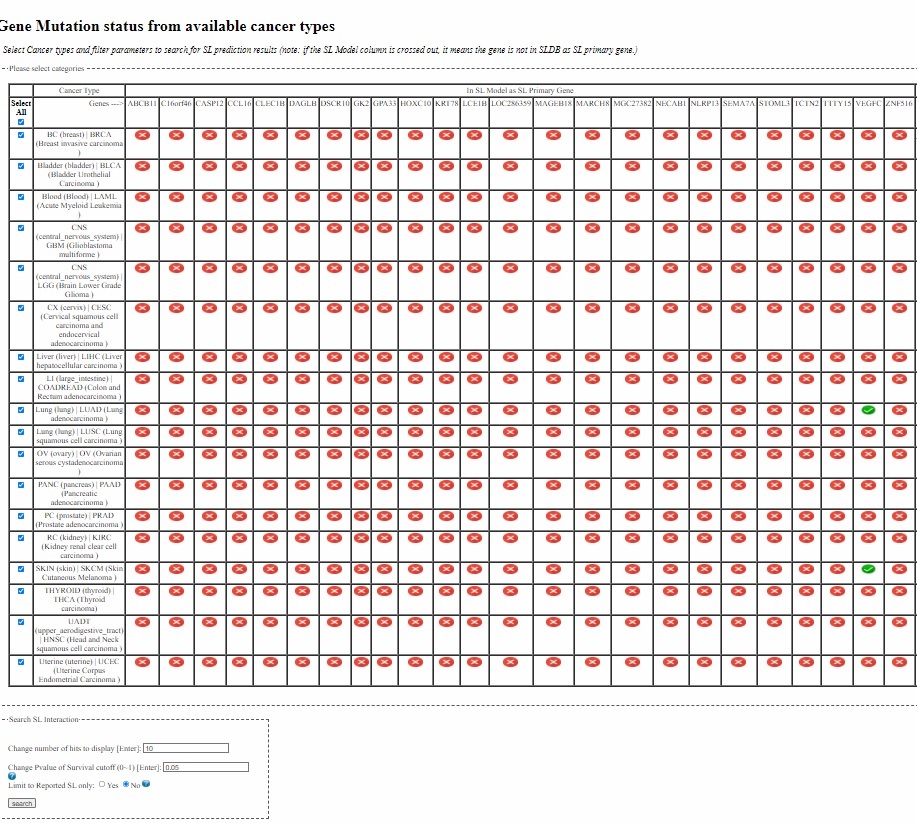 Gene Mutation status from available cancer types
Select Cancer types and filter parameters to search for SL prediction results (note: if the SL Model column is crossed out, it means the gene is not in SLDB as SL primary gene.)
Please select categories
Cancer Type In SL Model as SL Primary Gene
Select All Genes ---> ABCB11 C16orf46 CASP12 CCL16 CLEC1B DAGLB DSCR10 GK2 GPA33 HOXC10 KRT78 LCE1B LOC286359 MAGEB18 MARCH8 MGC27382 NECAB1 NLRP13 SEMA7A STOML3 TCTN2 TTTY15 VEGFC ZNF516
BC (breast) | BRCA
(Breast invasive carcinoma
)
Bladder (bladder) | BLCA
(Bladder Urothelial
Carcinoma )
Blood (Blood) | LAML
(Acute Myeloid Leukemia
)
CNS
(central_nervous_system) |
GBM (Glioblastoma
multiforme )
CNS
(central_nervous_system) |
LGG (Brain Lower Grade
Glioma )
CX (cervix) | CESC
(Cervical squamous cell
carcinoma and
endocervical
adenocarcinoma )
Liver (liver) | LIHC (Liver
hepatocellular carcinoma )
LI (large_intestine) |
COADREAD (Colon and
Rectum adenocarcinoma )
Lung (lung) | LUAD (Lung
adenocarcinoma )
Lung (lung) | LUSC (Lung
squamous cell carcinoma )
OV (ovary) | OV (Ovarian
serous cystadenocarcinoma
)
PANC (pancreas) | PAAD
(Pancreatic
adenocarcinoma )
PC (prostate) | PRAD
(Prostate adenocarcinoma )
RC (kidney) | KIRC
(Kidney renal clear cell
carcinoma )
SKIN (skin) | SKCM (Skin
Cutaneous Melanoma )
THYROID (thyroid) |
THCA (Thyroid
carcinoma)
UADT
(upper_aerodigestive_tract)
| HNSC (Head and Neck
squamous cell carcinoma )
Uterine (uterine) | UCEC
(Uterine Corpus
Endometrial Carcinoma )
Search SL Interaction
Change number of hits to display [Enter]: 10
Change Pvalue of Survival cutoff (0~1) [Enter]: 0.05
?
Limit to Reported SL only: Yes No ?
search